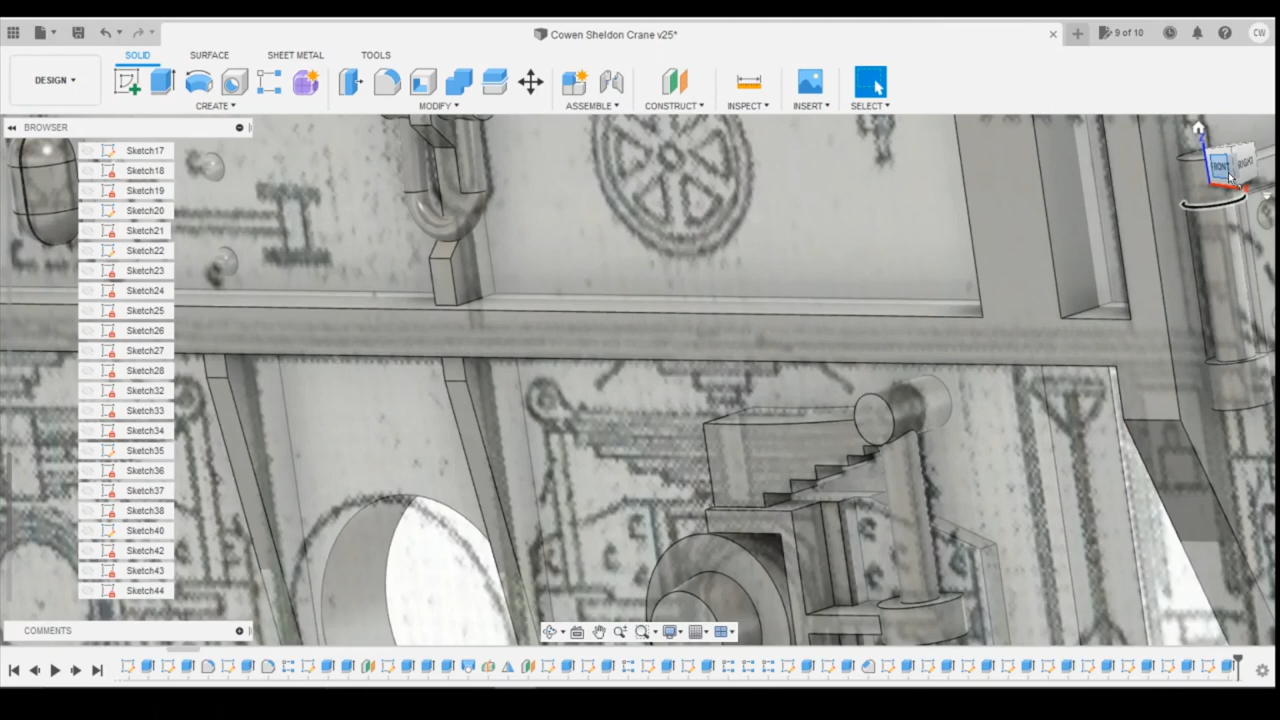 Cowen Sheldon Crane v25*
9 of 10
CW
DESIGN
SOLID
SURFACE
SHEET METAL
TOOLS
CREATE
MODIFY
ASSEMBLE
CONSTRUCT
INSPECT
INSERT
SELECT
BROWSER
FRONT
RIGHT
Sketch17
Sketch18
Sketch19
Sketch20
Sketch21
Sketch22
Sketch23
Sketch24
Sketch25
Sketch26
Sketch27
Sketch28
Sketch32
Sketch33
Sketch34
Sketch35
Sketch36
Sketch37
Sketch38
Sketch40
Sketch42
Sketch43
Sketch44
COMMENTS